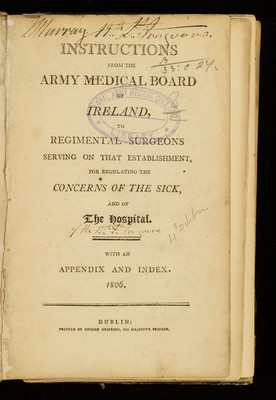 Murray
INSTRUCTIONS
FROM THE
ARMY MEDICAL BOARD
OF
IRELAND,
TO
REGIMENTAL SURGEONS
SERVING ON THAT ESTABLISHMENT,
FOR REGULATING THE
CONCERNS OF THE SICK,
AND OF
The Hospital.
WITH AN
APPENDIX AND INDEX.
1806.
DUBLIN:
PRINTED BY GEORGE GRIERSON, HIS MAJESTY'S PRINTER.